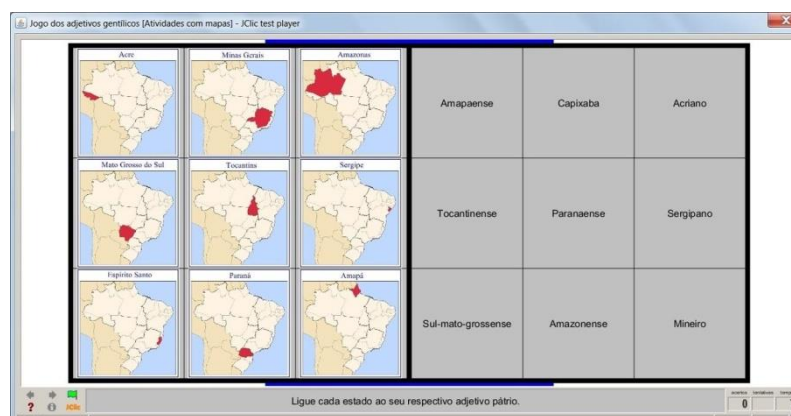 Jogo dos adjetivos gentílicos [Atividades com mapas] - JClic test player
Acre
Minas Gerais
Amazonas
Amapaense
Capixaba
Acriano
Mato Grosso do Sul
Tocantins
Sergipe
Tocantinense
Paranaense
Sergipano
Espírito Santo
Paraná
Amapá
Sul-mato-grossense
Amazonense
Mineiro
Ligue cada estado ao seu respectivo adjetivo pátrio.
JClic
acertos
tentativas
0